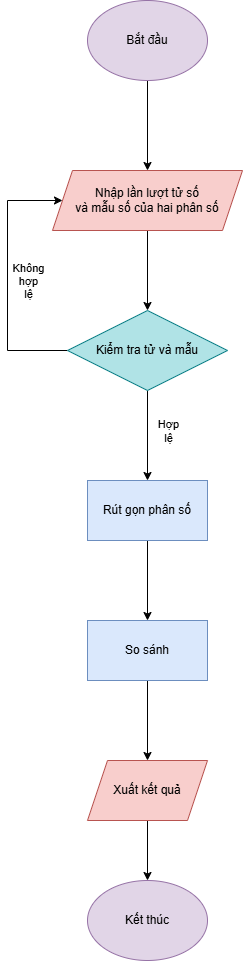 Bắt đầu
Nhập lần lượt tử số
và mẫu số của hai phân số
Không
hợp
lệ
Kiểm tra tử và mẫu
Hợp
lệ
Rút gọn phân số
So sánh
Xuất kết quả
Kết thúc